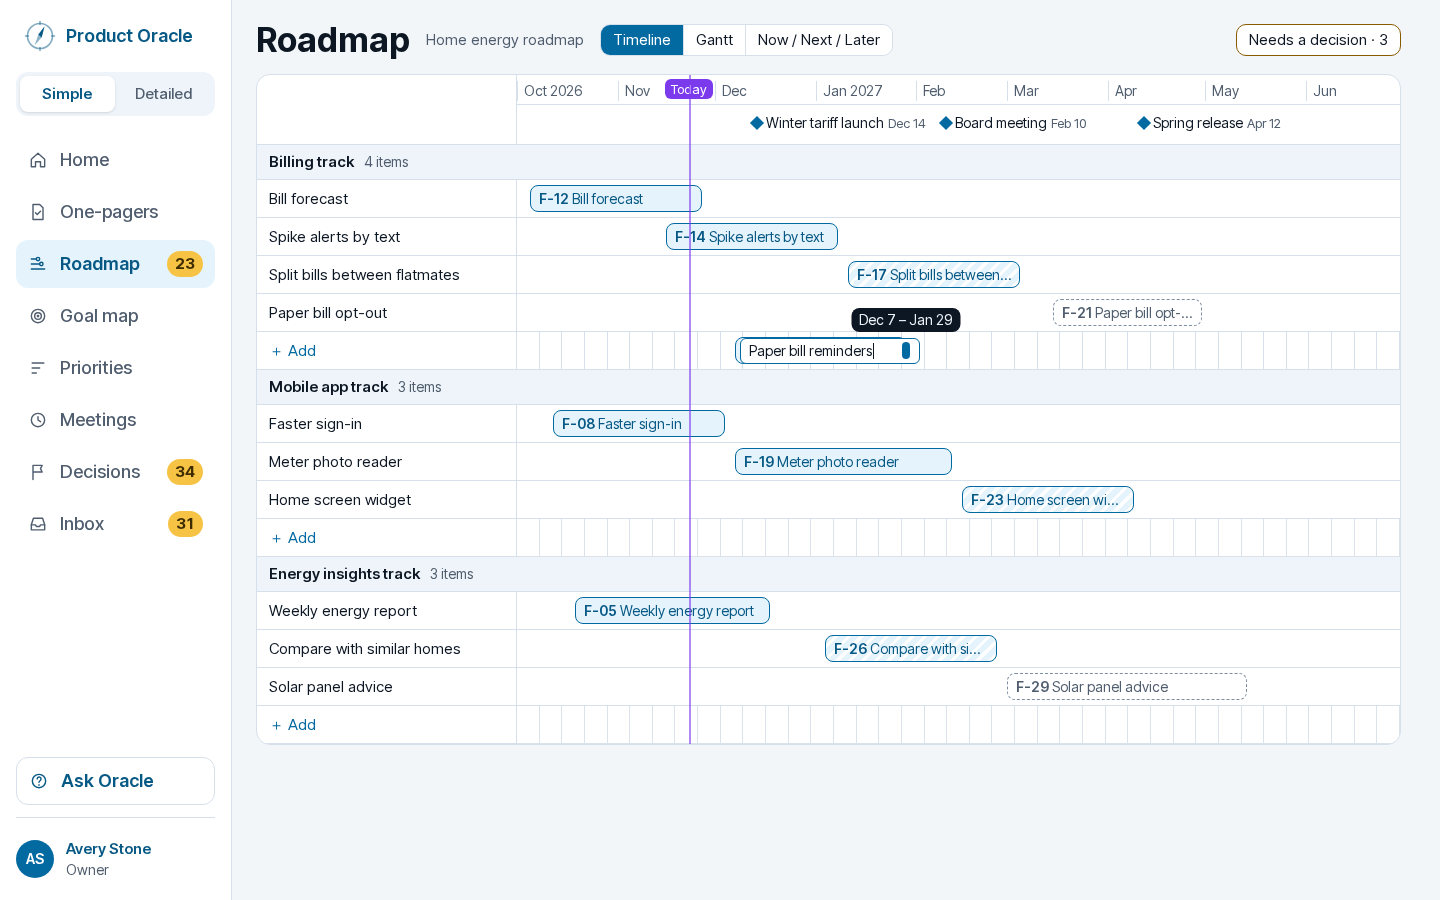 Product Oracle
Simple
Detailed
Home
One-pagers
Roadmap 23
Goal map
Priorities
Meetings
Decisions 34
Inbox 31
Ask Oracle
AS
Avery Stone
Owner
Roadmap
Home energy roadmap
Timeline
Gantt
Now / Next / Later
Needs a decision · 3
Oct 2026
Nov
Today
Dec
Jan 2027
Feb
Mar
Apr
May
Jun
Winter tariff launch Dec 14
Board meeting Feb 10
Spring release Apr 12
Billing track 4 items
Bill forecast
F-12 Bill forecast
Spike alerts by text
F-14 Spike alerts by text
Split bills between flatmates
F-17 Split bills between…
Paper bill opt-out
F-21 Paper bill opt-…
Dec 7 – Jan 29
+ Add
Paper bill reminders
Mobile app track 3 items
Faster sign-in
F-08 Faster sign-in
Meter photo reader
F-19 Meter photo reader
Home screen widget
F-23 Home screen wi…
+ Add
Energy insights track 3 items
Weekly energy report
F-05 Weekly energy report
Compare with similar homes
F-26 Compare with si…
Solar panel advice
F-29 Solar panel advice
+ Add